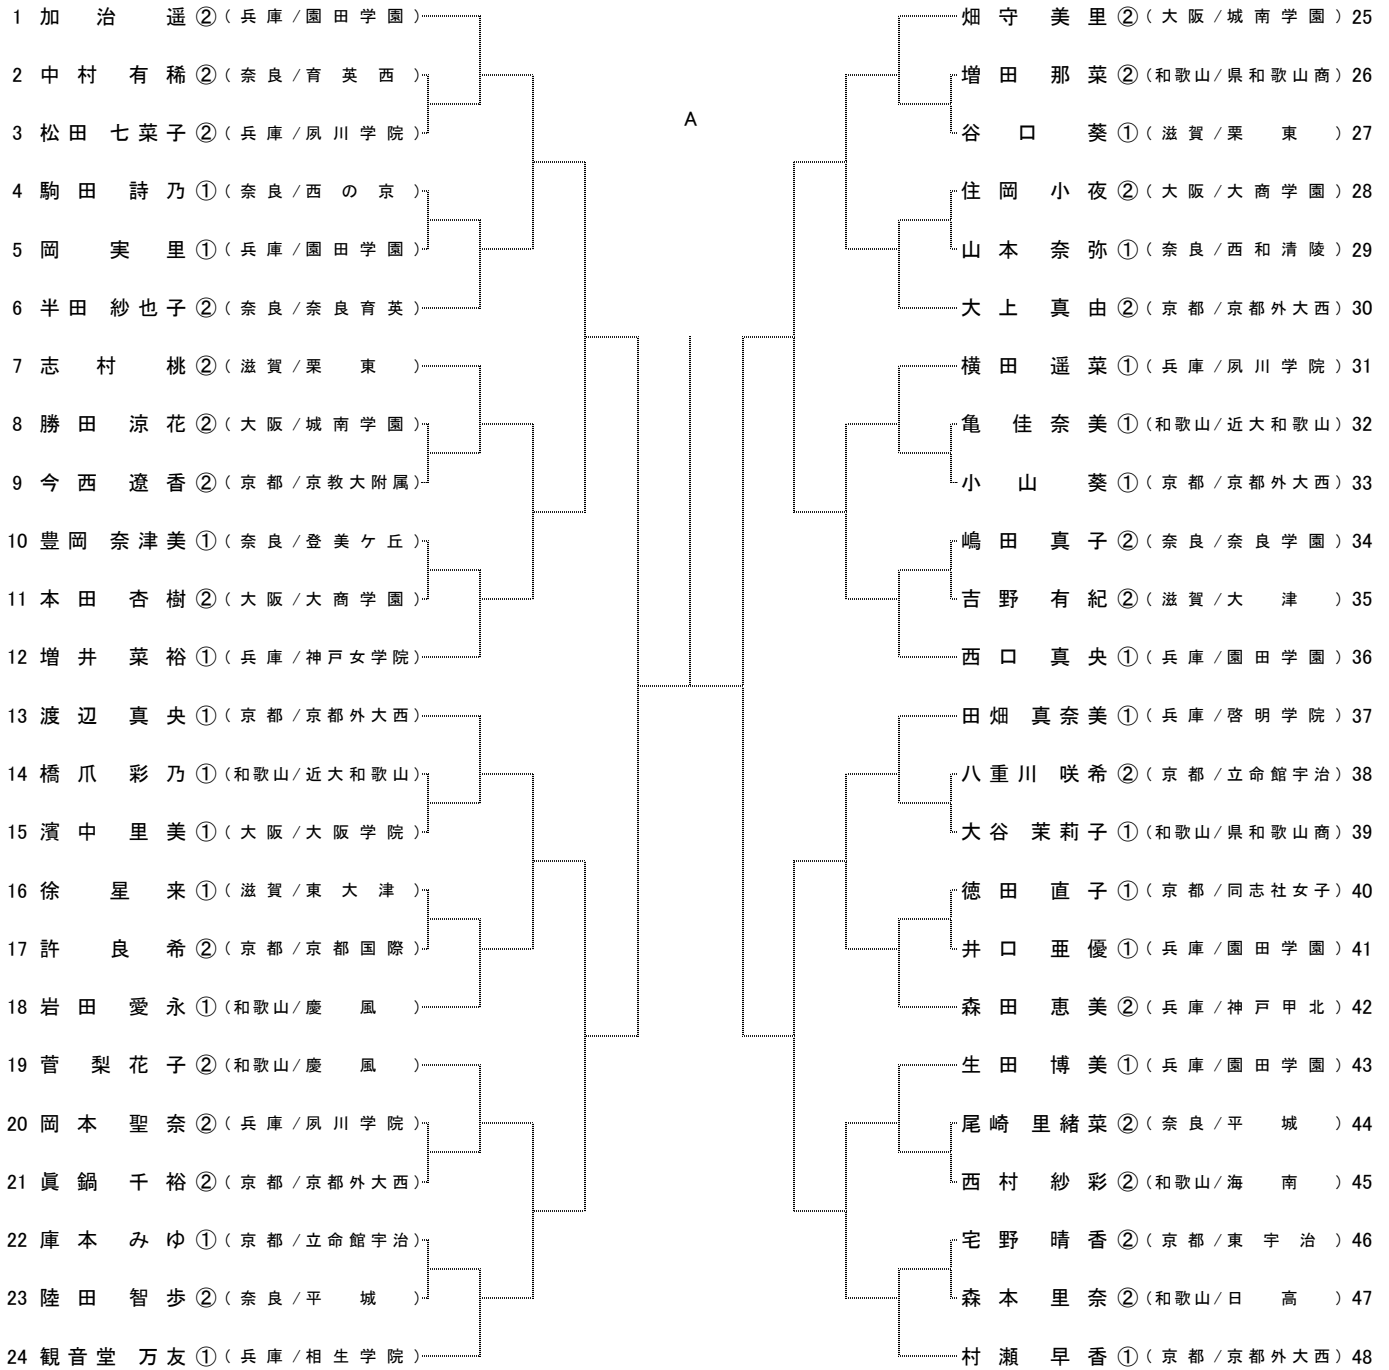 1 加治 遥 ② (兵庫/園田学園)
2 中村 有稀 ② (奈良/育英西)
3 松田 七菜子 ② (兵庫/夙川学院)
4 駒田 詩乃 ① (奈良/西の京)
5 岡 実里 ① (兵庫/園田学園)
6 半田 紗也子 ② (奈良/奈良育英)
7 志村 桃 ② (滋賀/栗東)
8 勝田 涼花 ② (大阪/城南学園)
9 今西 遼香 ② (京都/京教大附属)
10 豊岡 奈津美 ① (奈良/登美ケ丘)
11 本田 杏樹 ② (大阪/大商学園)
12 増井 菜裕 ① (兵庫/神戸女学院)
13 渡辺 真央 ① (京都/京都外大西)
14 橋爪 彩乃 ① (和歌山/近大和歌山)
15 濱中 里美 ① (大阪/大阪学院)
16 徐 星来 ① (滋賀/東大津)
17 許 良希 ② (京都/京都国際)
18 岩田 愛永 ① (和歌山/慶風)
19 菅 梨花子 ② (和歌山/慶風)
20 岡本 聖奈 ② (兵庫/夙川学院)
21 眞鍋 千裕 ② (京都/京都外大西)
22 庫本 みゆ ① (京都/立命館宇治)
23 陸田 智歩 ② (奈良/平城)
24 観音堂 万友 ① (兵庫/相生学院)
A
畑守 美里 ② (大阪/城南学園) 25
増田 那菜 ② (和歌山/県和歌山商) 26
谷口 葵 ① (滋賀/栗東) 27
住岡 小夜 ② (大阪/大商学園) 28
山本 奈弥 ① (奈良/西和清陵) 29
大上 真由 ② (京都/京都外大西) 30
横田 遥菜 ① (兵庫/夙川学院) 31
亀 佳奈美 ① (和歌山/近大和歌山) 32
小山 葵 ① (京都/京都外大西) 33
嶋田 真子 ② (奈良/奈良学園) 34
吉野 有紀 ② (滋賀/大津) 35
西口 真央 ① (兵庫/園田学園) 36
田畑 真奈美 ① (兵庫/啓明学院) 37
八重川 咲希 ② (京都/立命館宇治) 38
大谷 茉莉子 ① (和歌山/県和歌山商) 39
徳田 直子 ① (京都/同志社女子) 40
井口 亜優 ① (兵庫/園田学園) 41
森田 恵美 ② (兵庫/神戸甲北) 42
生田 博美 ① (兵庫/園田学園) 43
尾崎 里緒菜 ② (奈良/平城) 44
西村 紗彩 ② (和歌山/海南) 45
宅野 晴香 ② (京都/東宇治) 46
森本 里奈 ② (和歌山/日高) 47
村瀬 早香 ① (京都/京都外大西) 48